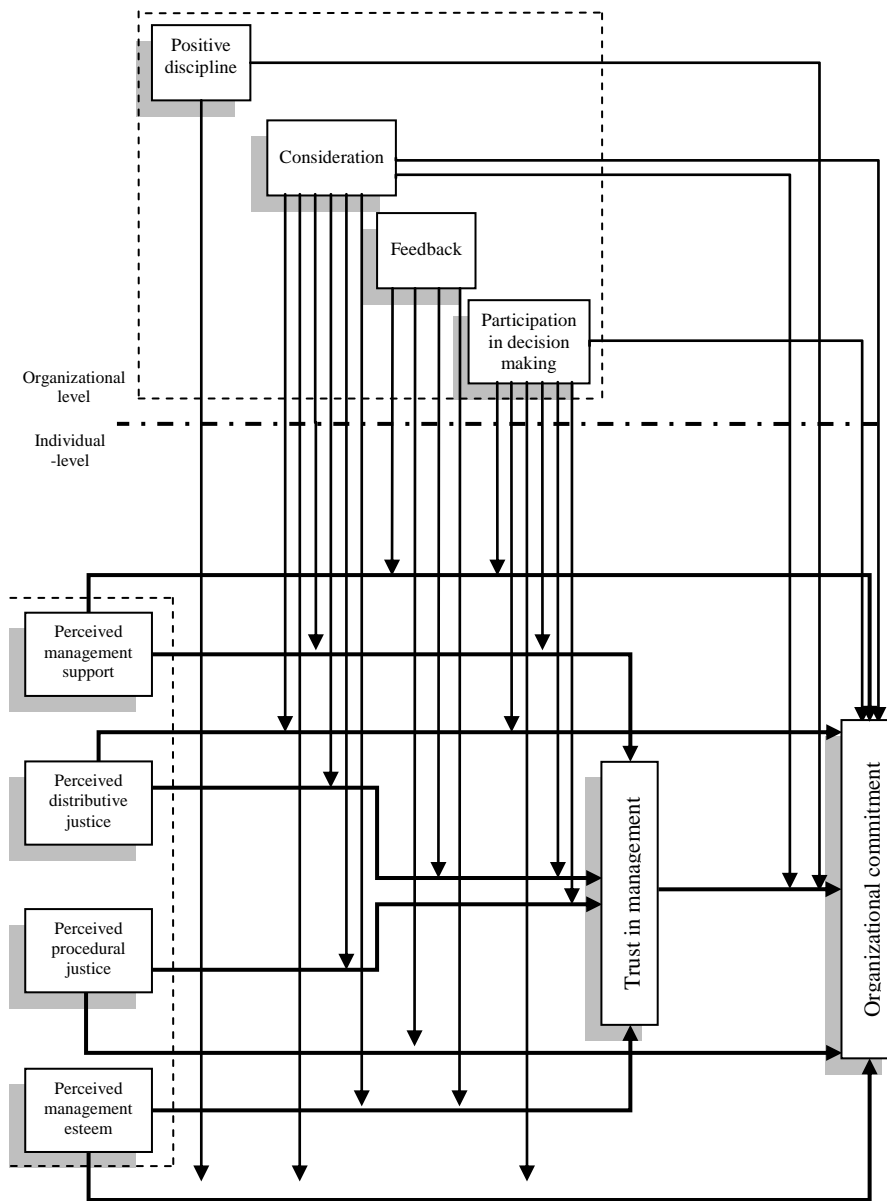 Positive
discipline
Consideration
Feedback
Participation
in decision
making
Organizational
level
Individual
-level
Perceived
management
support
Perceived
distributive
justice
Perceived
procedural
justice
Perceived
management
esteem
Trust in management
Organizational commitment